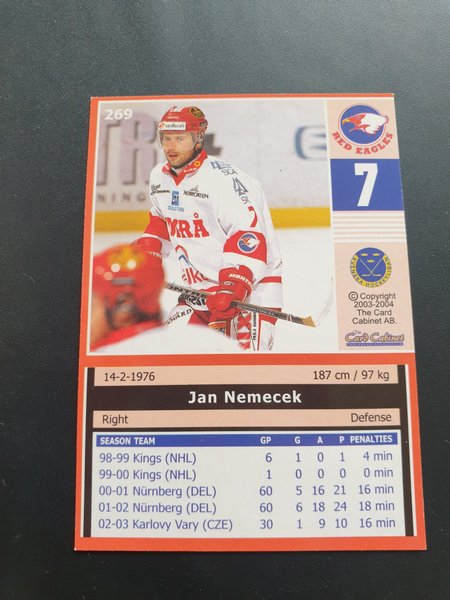 269
RED EAGLES
7
SVENSKA HOCKEYLIGAN
© Copyright
2003-2004
The Card
Cabinet AB.
The
Card Cabinet
14-2-1976
187 cm / 97 kg
Jan Nemecek
Right
Defense
SEASON TEAM GP G A P PENALTIES
98-99 Kings (NHL) 6 1 0 1 4 min
99-00 Kings (NHL) 1 0 0 0 0 min
00-01 Nürnberg (DEL) 60 5 16 21 16 min
01-02 Nürnberg (DEL) 60 6 18 24 18 min
02-03 Karlovy Vary (CZE) 30 1 9 10 16 min